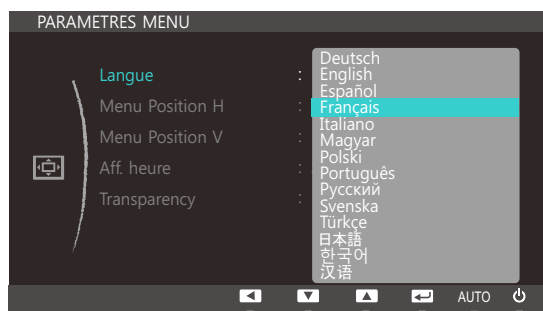 PARAMETRES MENU
Langue :
Menu Position H :
Menu Position V :
Aff. heure :
Transparency :
Deutsch
English
Español
Français
Italiano
Magyar
Polski
Português
Русский
Svenska
Türkçe
日本語
한국어
汉语
AUTO